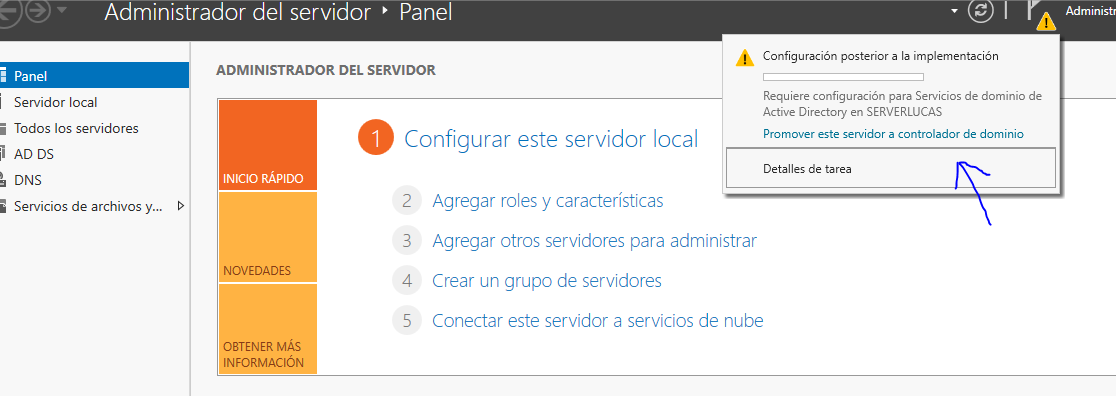 Administrador del servidor ‣ Panel
Administr
Panel
Servidor local
Todos los servidores
AD DS
DNS
Servicios de archivos y...
ADMINISTRADOR DEL SERVIDOR
INICIO RÁPIDO
NOVEDADES
OBTENER MÁS
INFORMACIÓN
1 Configurar este servidor local
2 Agregar roles y características
3 Agregar otros servidores para administrar
4 Crear un grupo de servidores
5 Conectar este servidor a servicios de nube
Configuración posterior a la implementación
Requiere configuración para Servicios de dominio de
Active Directory en SERVERLUCAS
Promover este servidor a controlador de dominio
Detalles de tarea